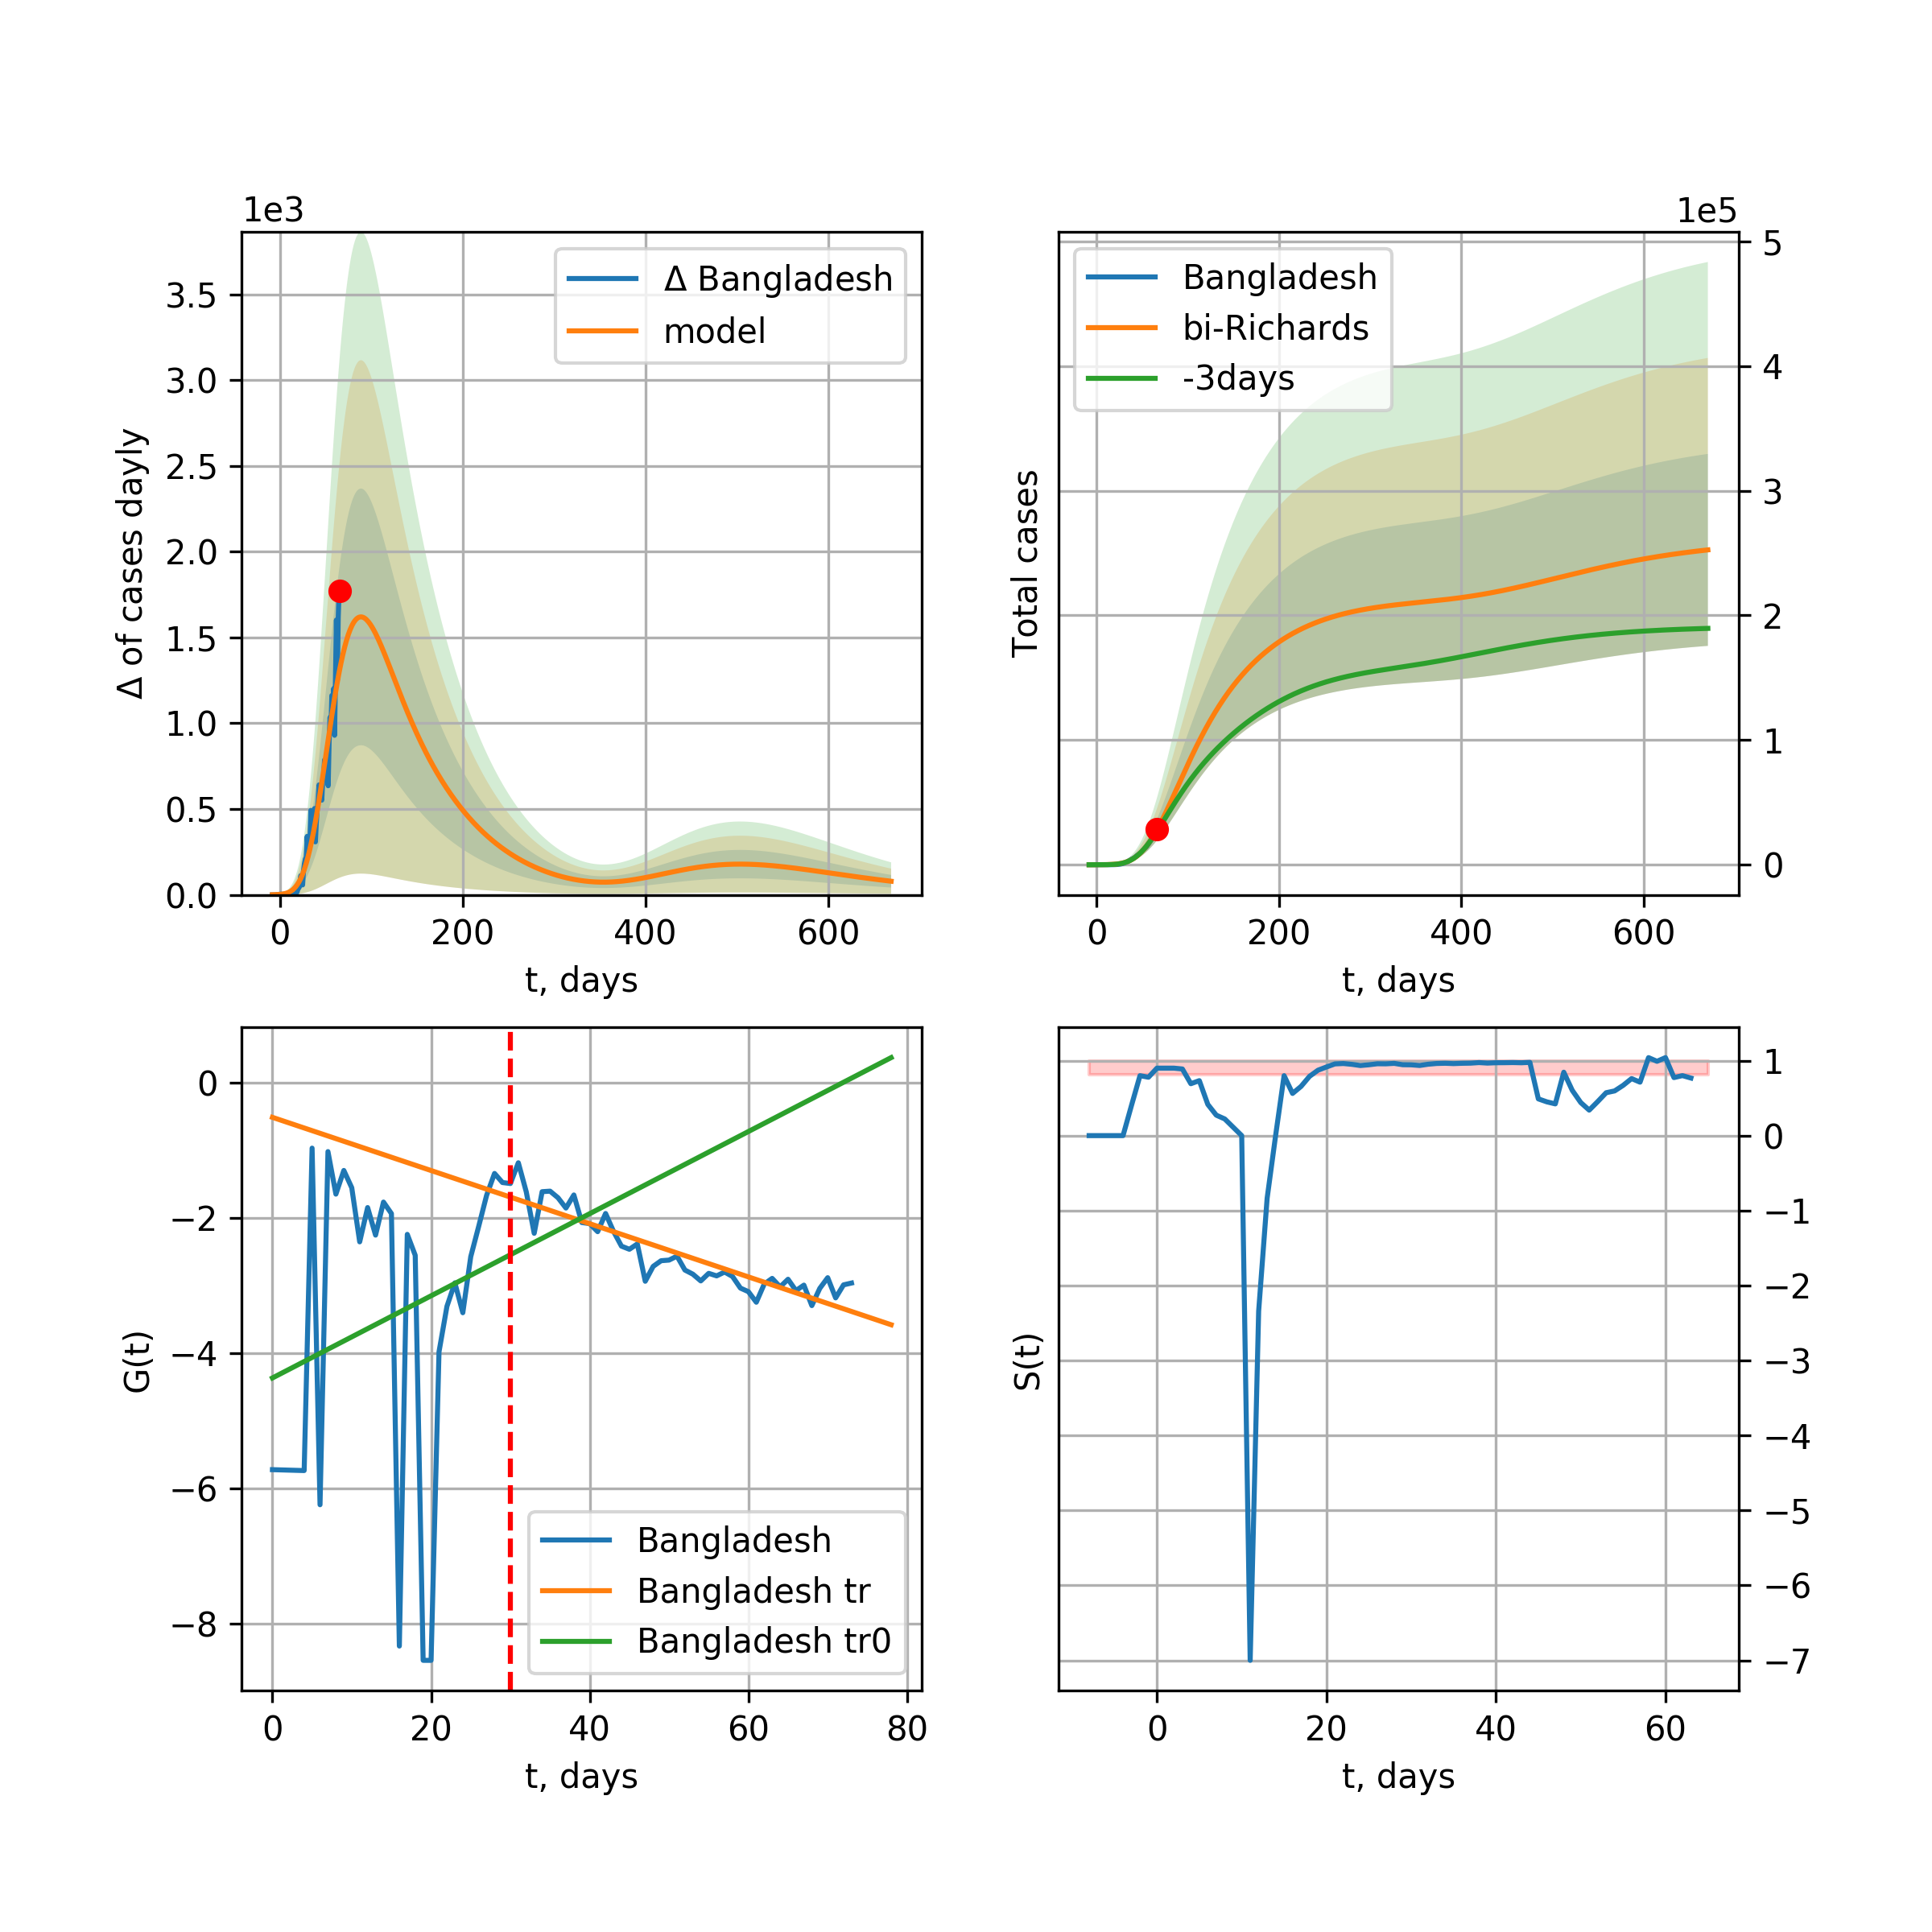 1e3
Δ Bangladesh
model
3.5
3.0
2.5
2.0
1.5
1.0
0.5
0.0
Δ of cases dayly
0 200 400 600
t, days
1e5
Bangladesh
bi-Richards
-3days
5
4
3
2
1
0
Total cases
0 200 400 600
t, days
0
−2
−4
−6
−8
G(t)
Bangladesh
Bangladesh tr
Bangladesh tr0
0 20 40 60 80
t, days
1
0
−1
−2
−3
−4
−5
−6
−7
S(t)
0 20 40 60
t, days